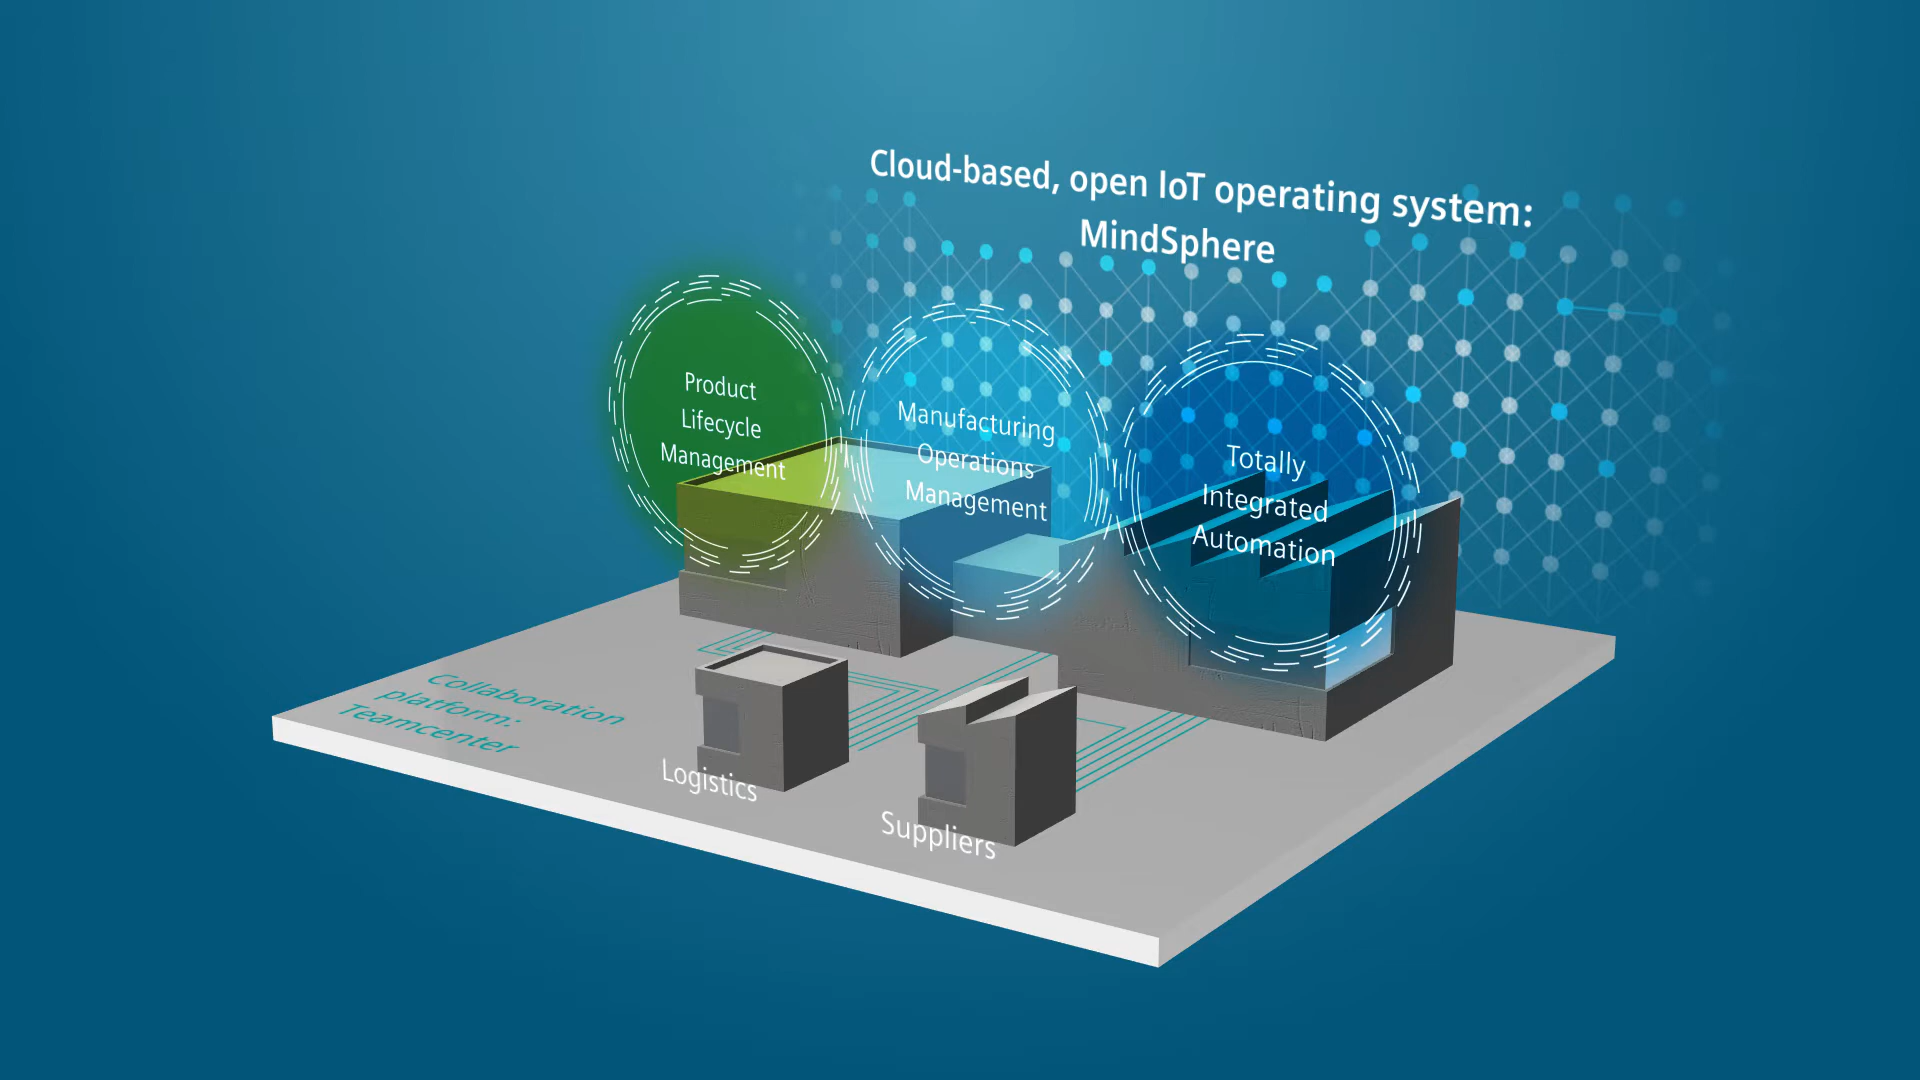 Cloud-based, open IoT operating system:
MindSphere
Product
Lifecycle
Management
Manufacturing
Operations
Management
Totally
Integrated
Automation
Collaboration
platform:
Teamcenter
Logistics
Suppliers